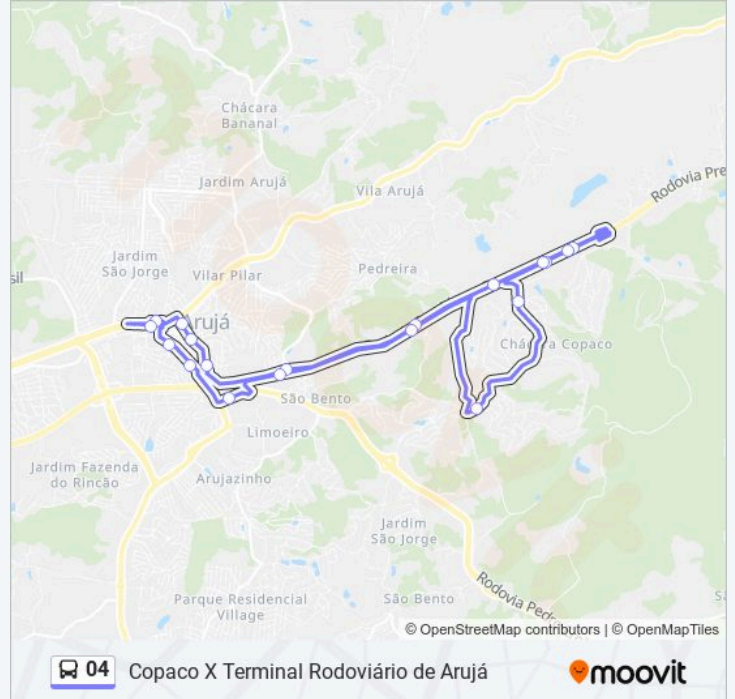 Chácara
Bananal
Jardim Arujá
Vila Arujá
Rodovia Pre
Jardim
São Jorge
sil
Vilar Pilar
Pedreira
Arujá
Chácara Copaco
São Bento
Limoeiro
Jardim Fazenda
do Rincão
Arujazinho
Jardim
São Jorge
Parque Residencial
Village
São Bento
Rodovia Ped
S
© OpenStreetMap contributors | © OpenMapTiles
04 Copaco X Terminal Rodoviário de Arujá moovit